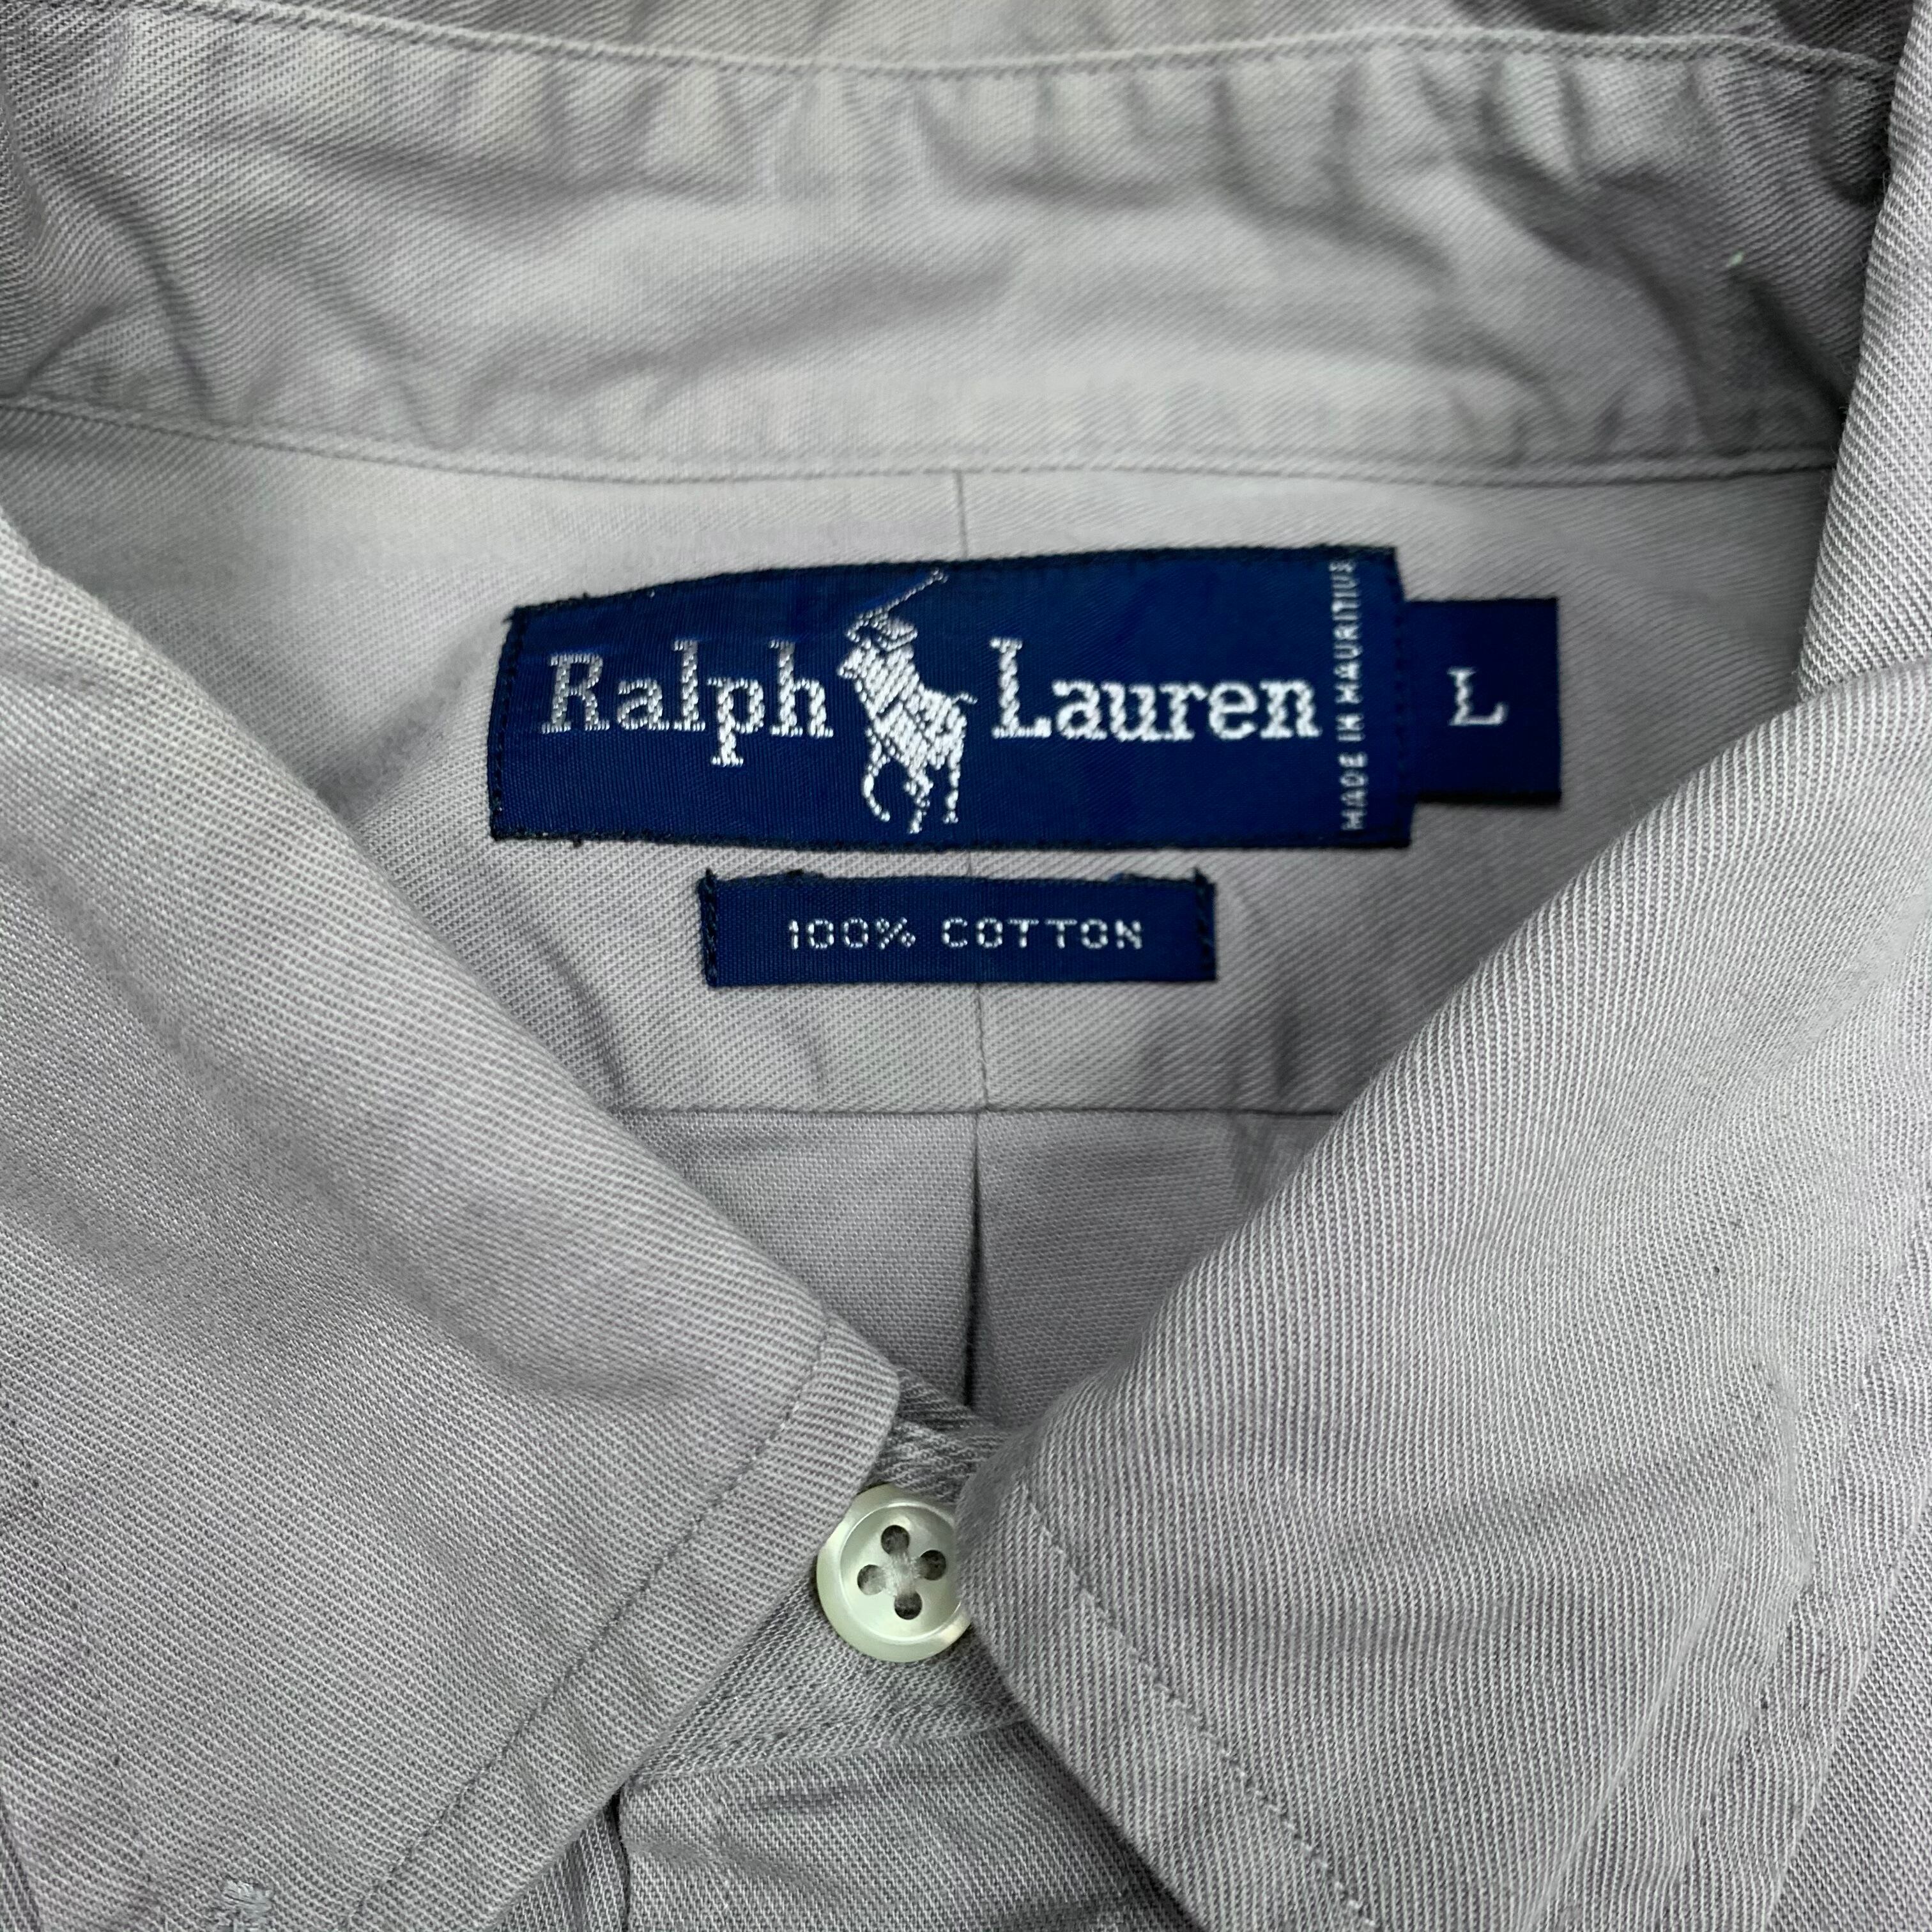 Ralph Lauren
MADE IN MAURITIUS
L
100% COTTON